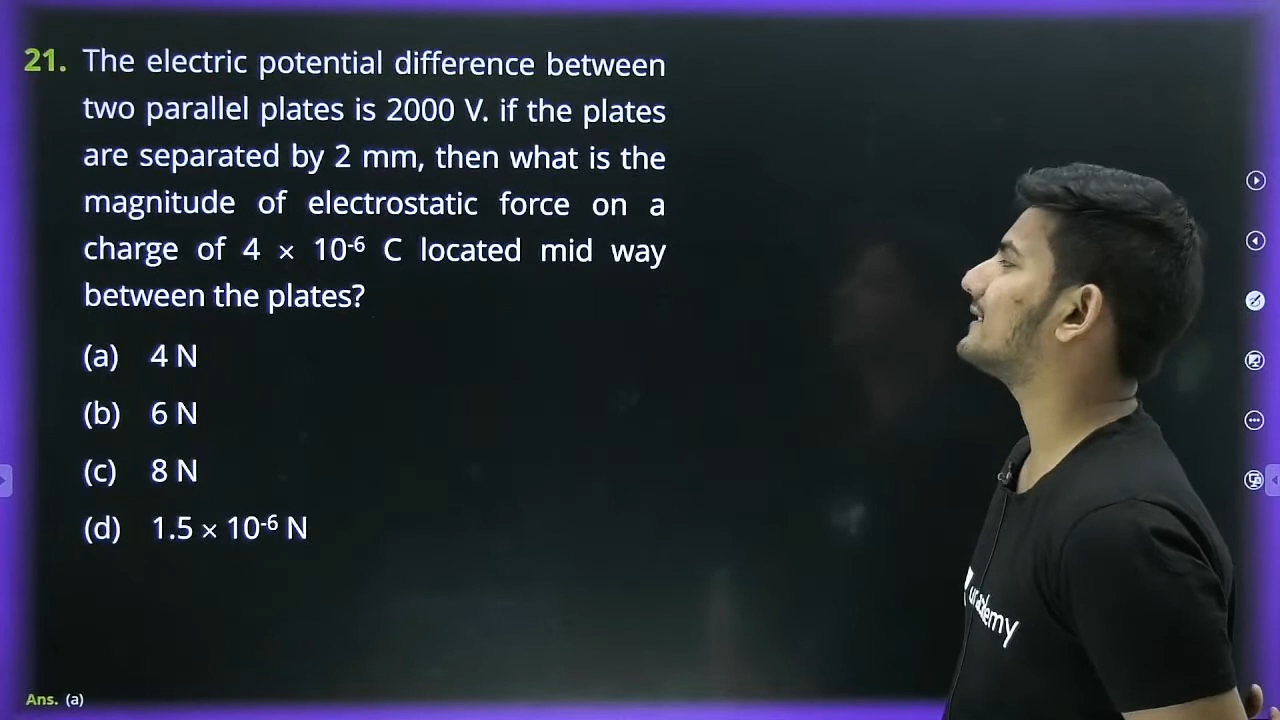 21. The electric potential difference between
two parallel plates is 2000 V. if the plates
are separated by 2 mm, then what is the
magnitude of electrostatic force on a
charge of 4 × 10⁻⁶ C located mid way
between the plates?
(a) 4 N
(b) 6 N
(c) 8 N
(d) 1.5 × 10⁻⁶ N
Ans. (a)